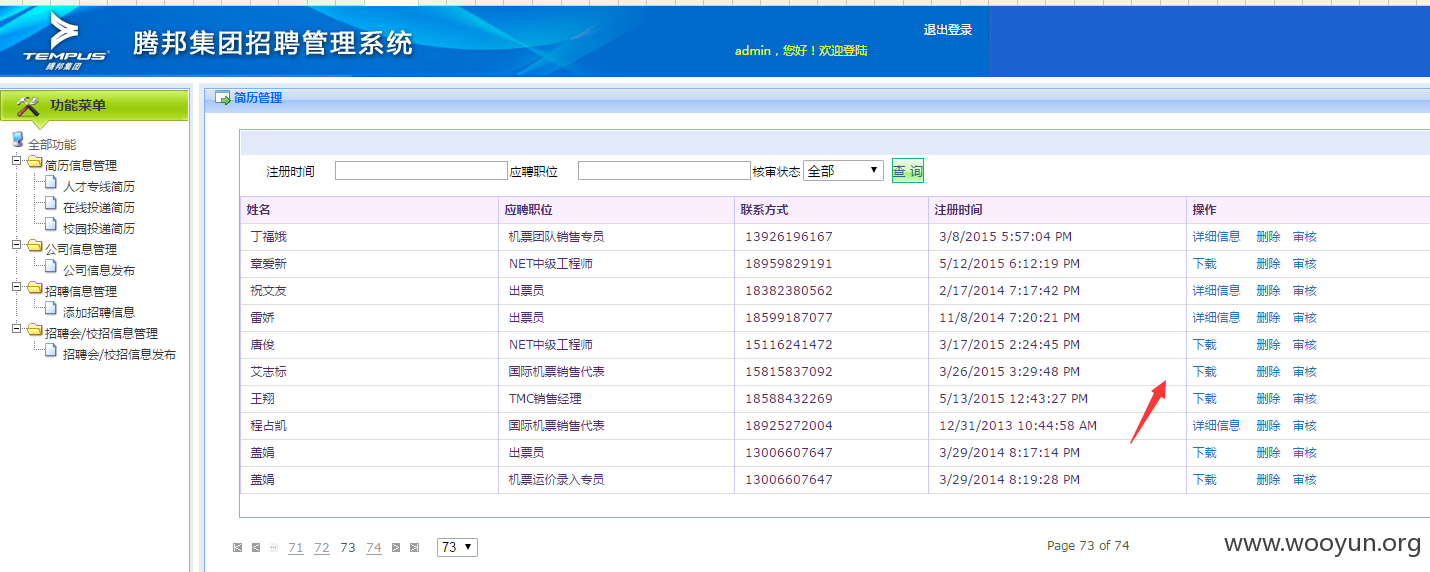 TEMPUS
腾邦集团
腾邦集团招聘管理系统
退出登录
admin，您好！欢迎登陆
功能菜单
全部功能
简历信息管理
人才专线简历
在线投递简历
校园投递简历
公司信息管理
公司信息发布
招聘信息管理
添加招聘信息
招聘会/校招信息管理
招聘会/校招信息发布
简历管理
注册时间 应聘职位 核审状态 全部 查 询
姓名 应聘职位 联系方式 注册时间 操作
丁福娥 机票团队销售专员 13926196167 3/8/2015 5:57:04 PM 详细信息 删除 审核
章爱新 NET中级工程师 18959829191 5/12/2015 6:12:19 PM 下载 删除 审核
祝文友 出票员 18382380562 2/17/2014 7:17:42 PM 详细信息 删除 审核
雷娇 出票员 18599187077 11/8/2014 7:20:21 PM 详细信息 删除 审核
唐俊 NET中级工程师 15116241472 3/17/2015 2:24:45 PM 下载 删除 审核
艾志标 国际机票销售代表 15815837092 3/26/2015 3:29:48 PM 下载 删除 审核
王翔 TMC销售经理 18588432269 5/13/2015 12:43:27 PM 下载 删除 审核
程占凯 国际机票销售代表 18925272004 12/31/2013 10:44:58 AM 详细信息 删除 审核
盖娟 出票员 13006607647 3/29/2014 8:17:14 PM 下载 删除 审核
盖娟 机票运价录入专员 13006607647 3/29/2014 8:19:28 PM 下载 删除 审核
... 71 72 73 74 73 Page 73 of 74
www.wooyun.org